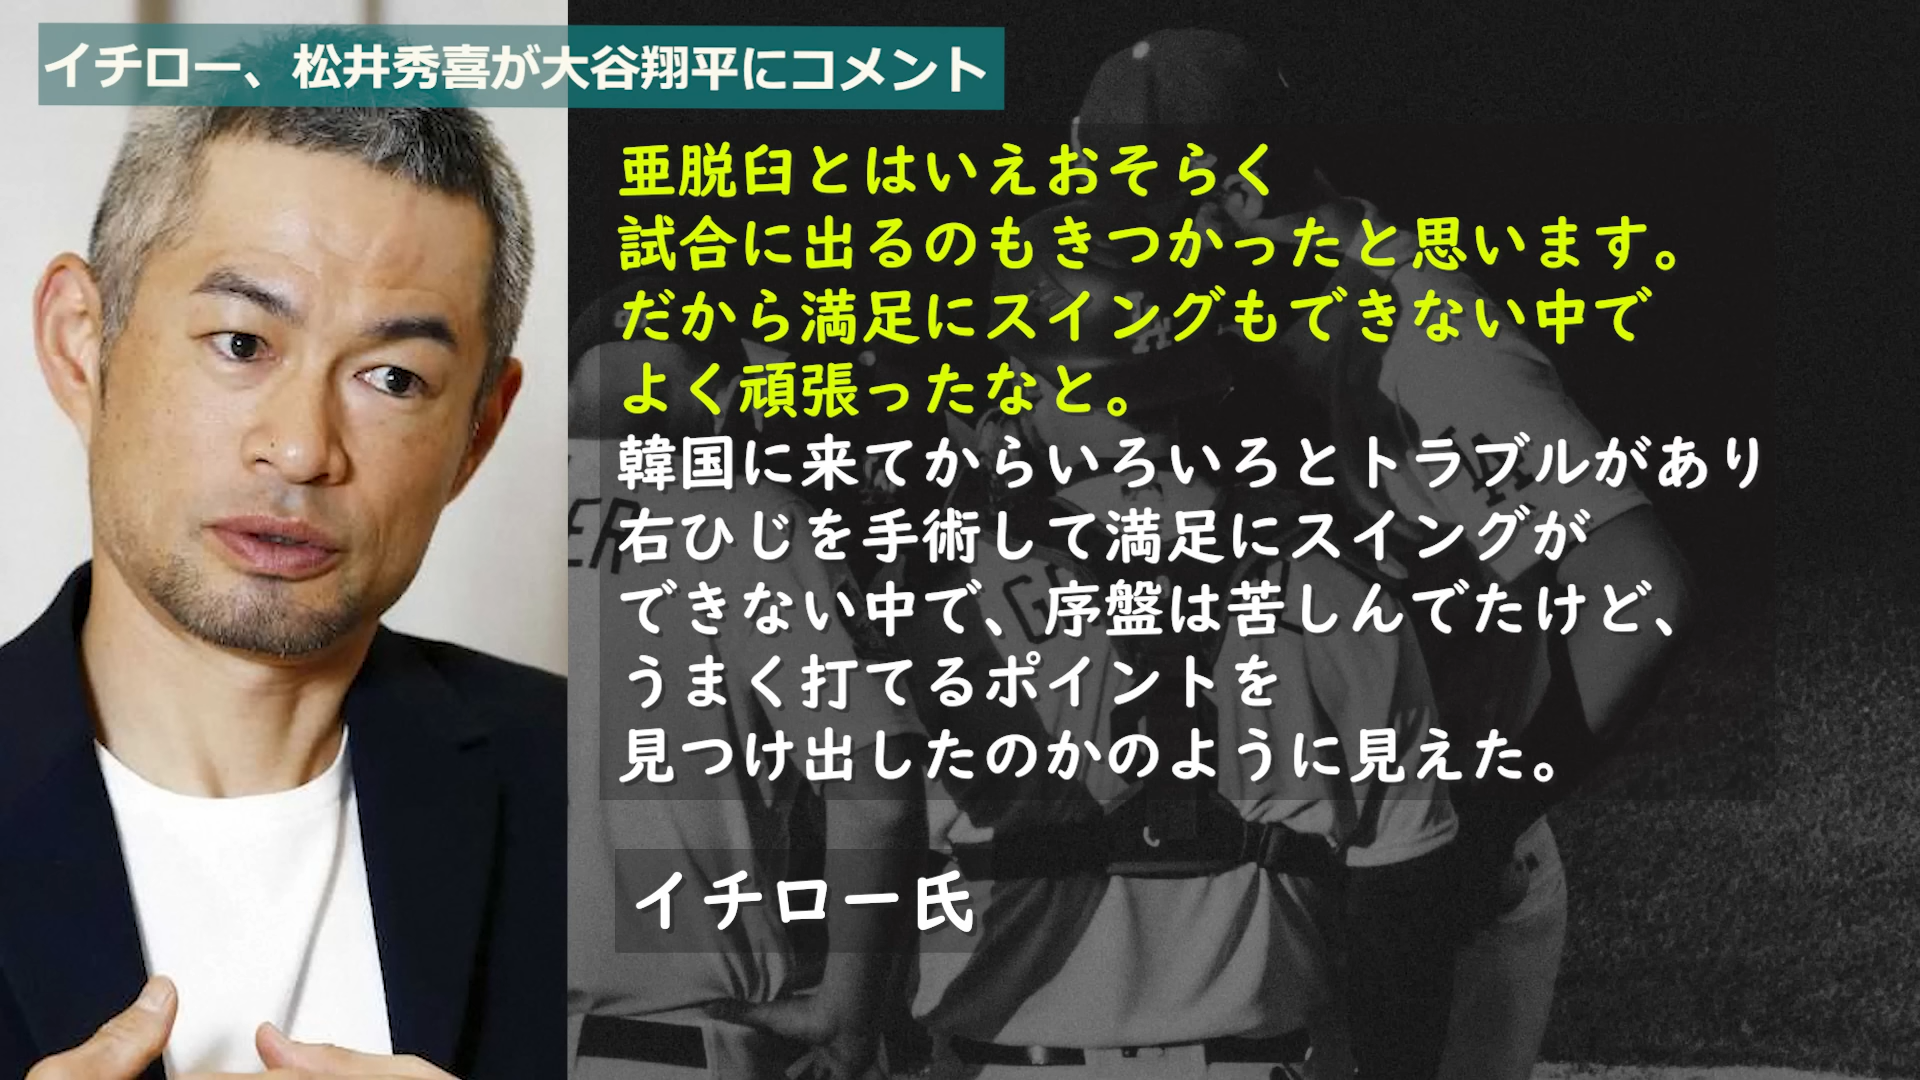 イチロー、松井秀喜が大谷翔平にコメント
亜脱臼とはいえおそらく
試合に出るのもきつかったと思います。
だから満足にスイングもできない中で
よく頑張ったなと。
韓国に来てからいろいろとトラブルがあり
右ひじを手術して満足にスイングが
できない中で、序盤は苦しんでたけど、
うまく打てるポイントを
見つけ出したのかのように見えた。
イチロー氏